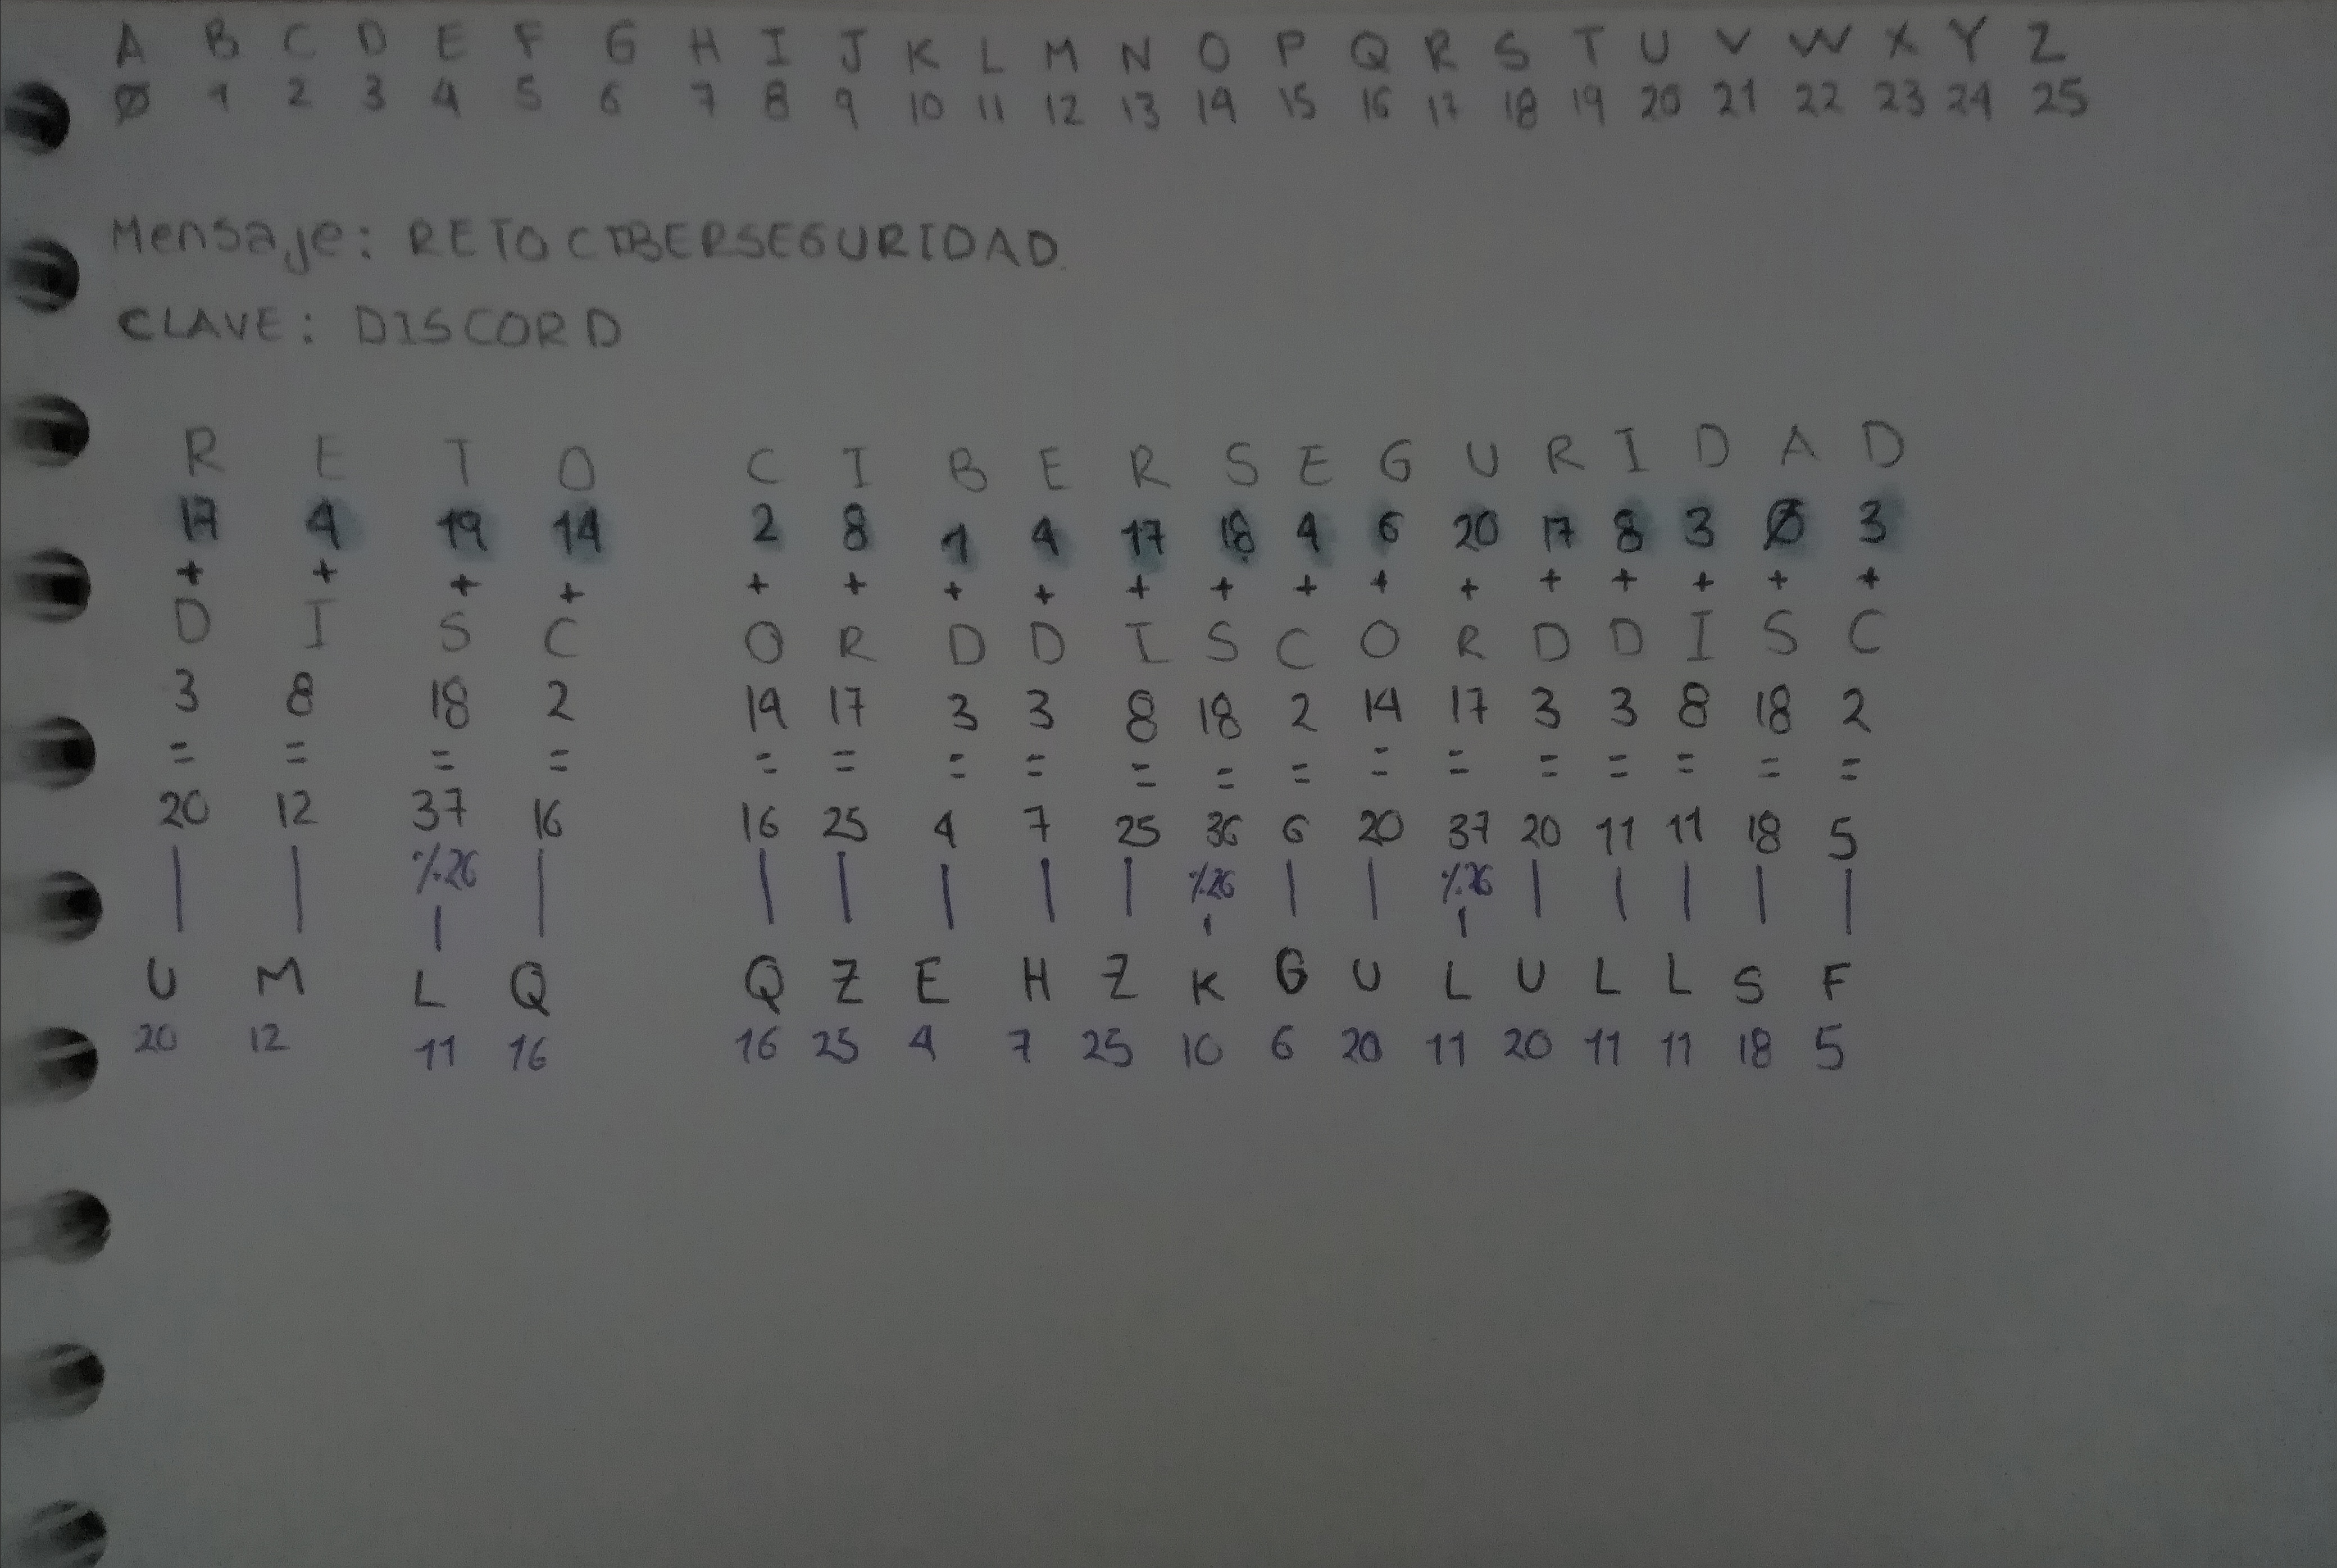 A B C D E F G H I J K L M N O P Q R S T U V W X Y Z
Ø 1 2 3 4 5 6 7 8 9 10 11 12 13 14 15 16 17 18 19 20 21 22 23 24 25
Mensaje: RETO CIBERSEGURIDAD
CLAVE: DISCORD
R E T O C I B E R S E G U R I D A D
17 4 19 14 2 8 1 4 17 18 4 6 20 17 8 3 Ø 3
+ + + + + + + + + + + + + + + + + +
D I S C O R D D I S C O R D D I S C
3 8 18 2 14 17 3 3 8 18 2 14 17 3 3 8 18 2
= = = = = = = = = = = = = = = = = =
20 12 37 16 16 25 4 7 25 36 6 20 37 20 11 11 18 5
%26 %26 %26
U M L Q Q Z E H Z K G U L U L L S F
20 12 11 16 16 25 4 7 25 10 6 20 11 20 11 11 18 5